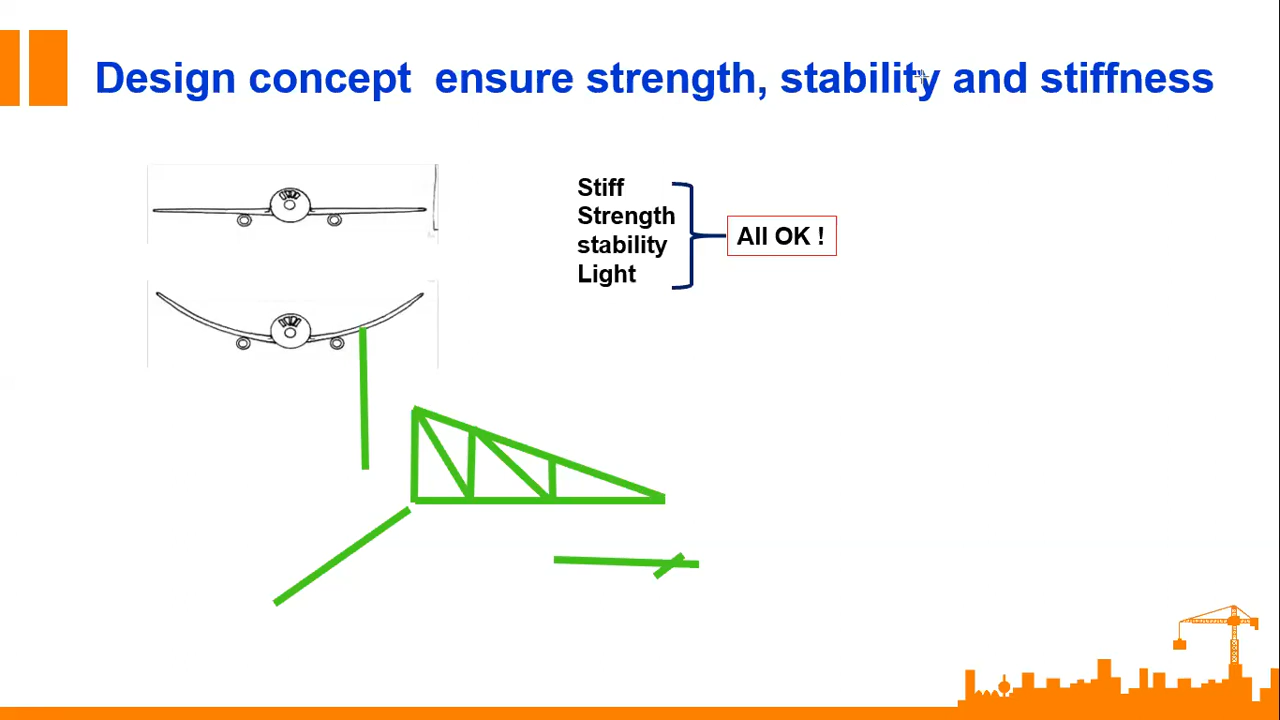 Design concept ensure strength, stability and stiffness
Stiff
Strength
stability
Light
All OK !